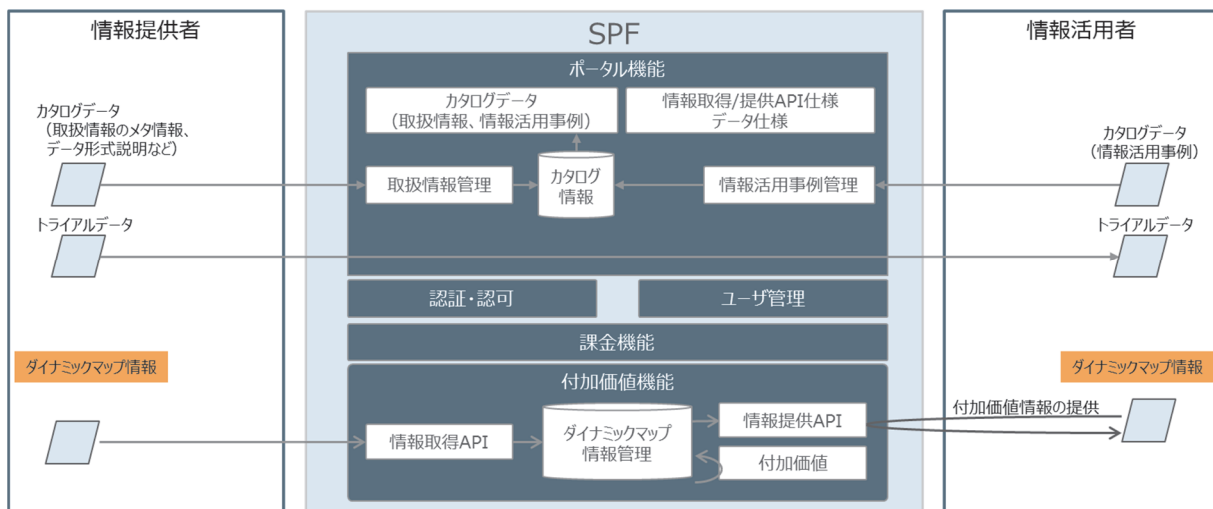 情報提供者
カタログデータ
（取扱情報のメタ情報、
データ形式説明など）
トライアルデータ
ダイナミックマップ情報
SPF
ポータル機能
カタログデータ
（取扱情報、情報活用事例）
情報取得/提供API仕様
データ仕様
取扱情報管理
カタログ
情報
情報活用事例管理
認証・認可
ユーザ管理
課金機能
付加価値機能
情報取得API
ダイナミックマップ
情報管理
情報提供API
付加価値
情報活用者
カタログデータ
（情報活用事例）
トライアルデータ
ダイナミックマップ情報
付加価値情報の提供